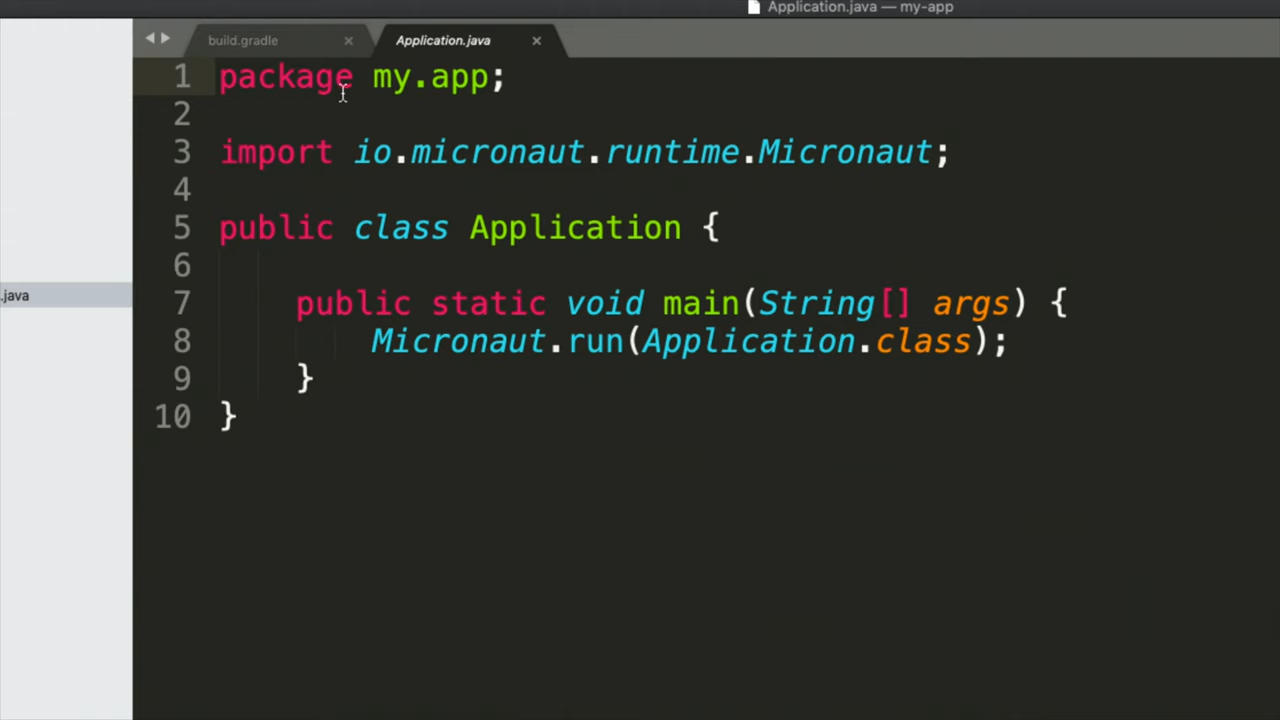 Application.java — my-app
build.gradle
Application.java
1 package my.app;
2
3 import io.micronaut.runtime.Micronaut;
4
5 public class Application {
6
7     public static void main(String[] args) {
8         Micronaut.run(Application.class);
9     }
10 }
.java